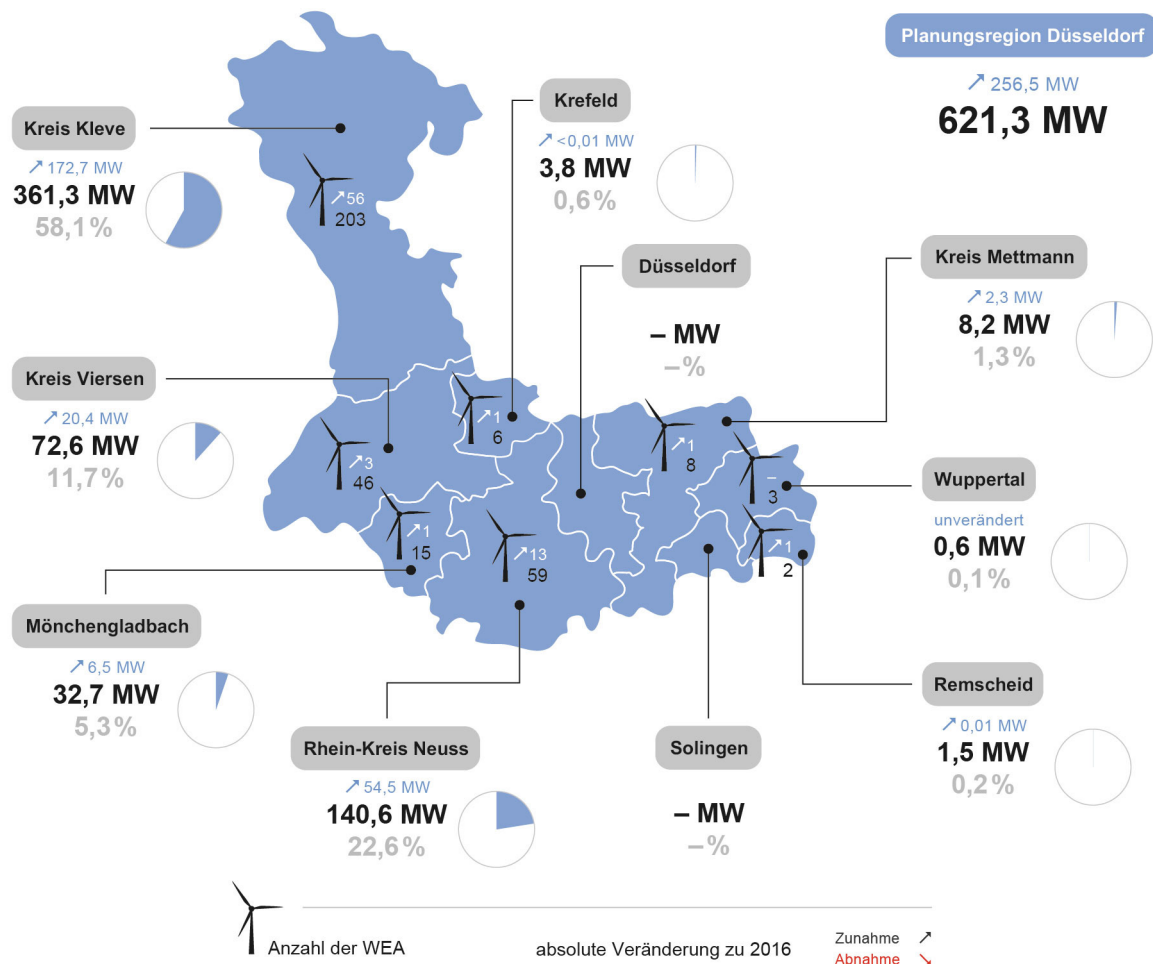 Planungsregion Düsseldorf
↗ 256,5 MW
621,3 MW
Kreis Kleve
↗ 172,7 MW
361,3 MW
58,1%
↗56
203
Krefeld
↗ <0,01 MW
3,8 MW
0,6%
↗1
6
Düsseldorf
– MW
–%
Kreis Mettmann
↗ 2,3 MW
8,2 MW
1,3%
↗1
8
Kreis Viersen
↗ 20,4 MW
72,6 MW
11,7%
↗3
46
Wuppertal
unverändert
0,6 MW
0,1%
–
3
Mönchengladbach
↗ 6,5 MW
32,7 MW
5,3%
↗1
15
Rhein-Kreis Neuss
↗ 54,5 MW
140,6 MW
22,6%
↗13
59
Solingen
– MW
–%
Remscheid
↗ 0,01 MW
1,5 MW
0,2%
↗1
2
Anzahl der WEA
absolute Veränderung zu 2016
Zunahme ↗
Abnahme ↘